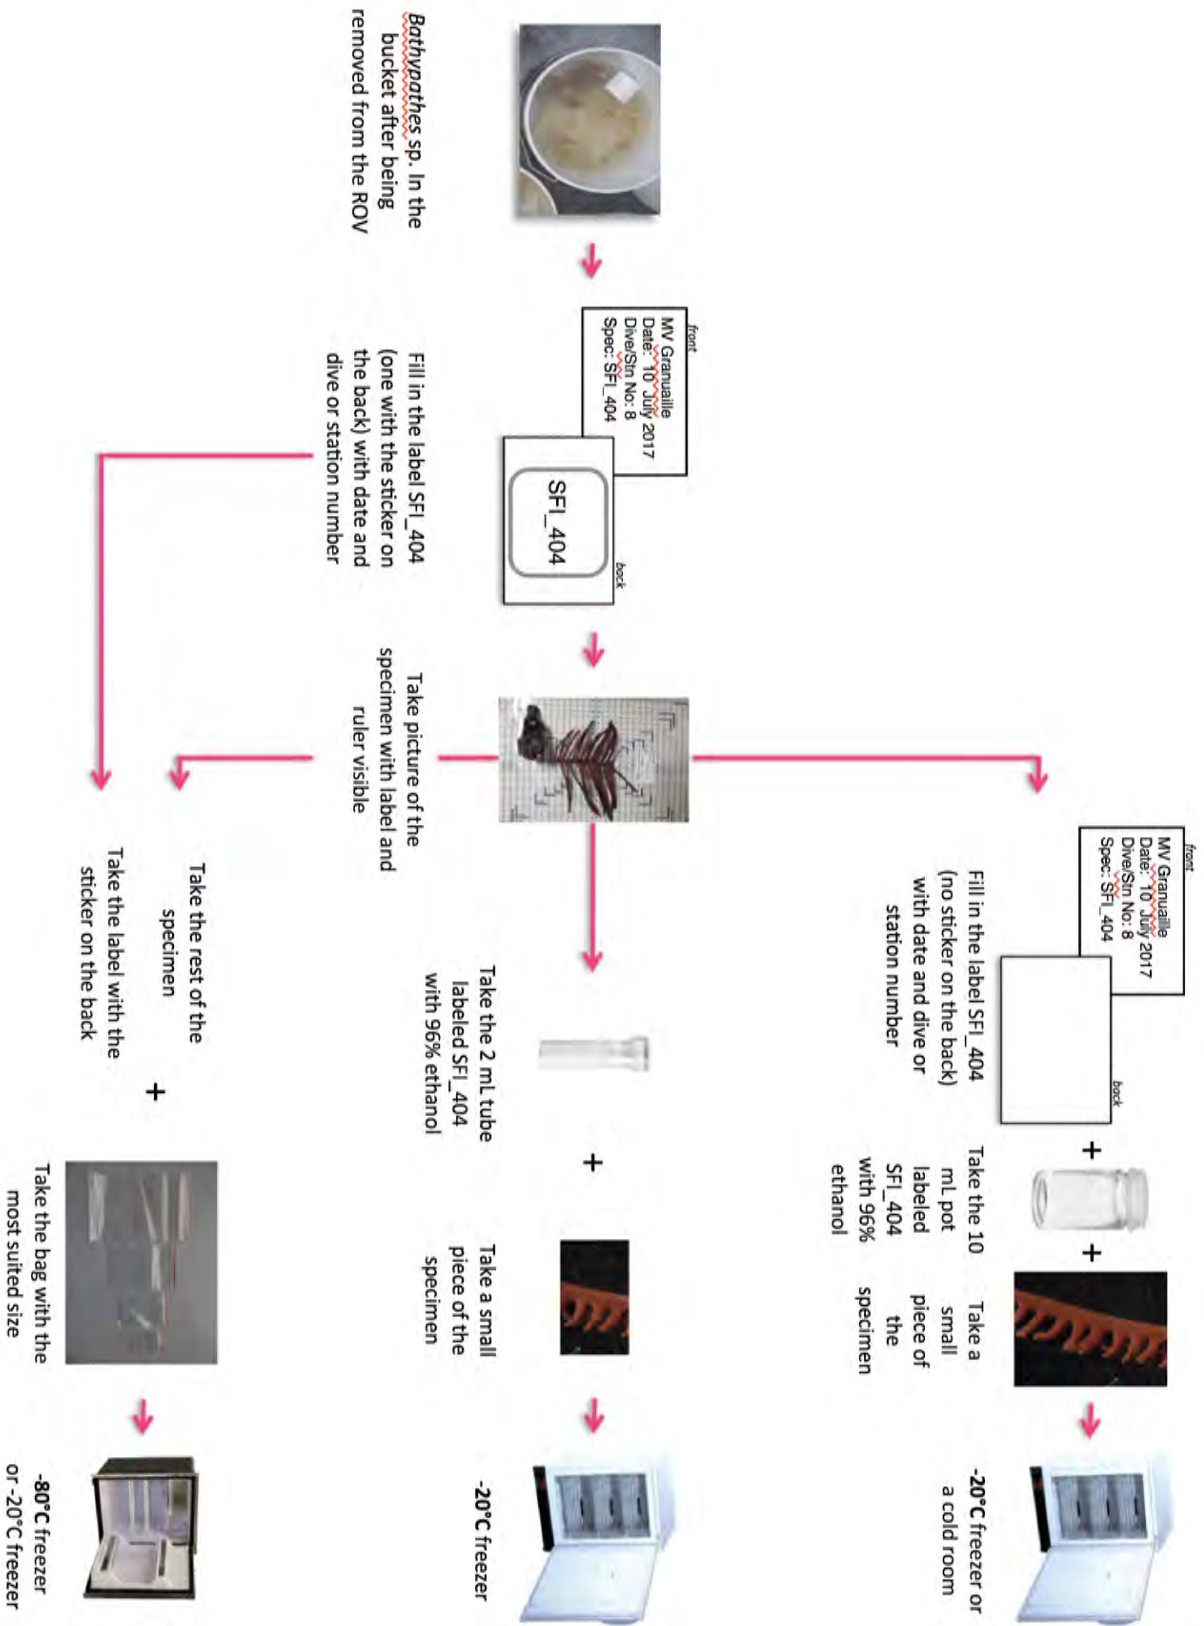 Bathypathes sp. In the
bucket after being
removed from the ROV
front
MV Granuaille
Date: 10 July 2017
Dive/Stn No: 8
Spec: SFI_404
back
SFI_404
Fill in the label SFI_404
(one with the sticker on
the back) with date and
dive or station number
Take picture of the
specimen with label and
ruler visible
front
MV Granuaille
Date: 10 July 2017
Dive/Stn No: 8
Spec: SFI_404
back
Fill in the label SFI_404
(no sticker on the back)
with date and dive or
station number
+
Take the 10
mL pot
labeled
SFI_404
with 96%
ethanol
+
Take a
small
piece of
the
specimen
-20°C freezer or
a cold room
Take the 2 mL tube
labeled SFI_404
with 96% ethanol
+
Take a small
piece of the
specimen
-20°C freezer
Take the rest of the
specimen
Take the label with the
sticker on the back
+
Take the bag with the
most suited size
-80°C freezer
or -20°C freezer